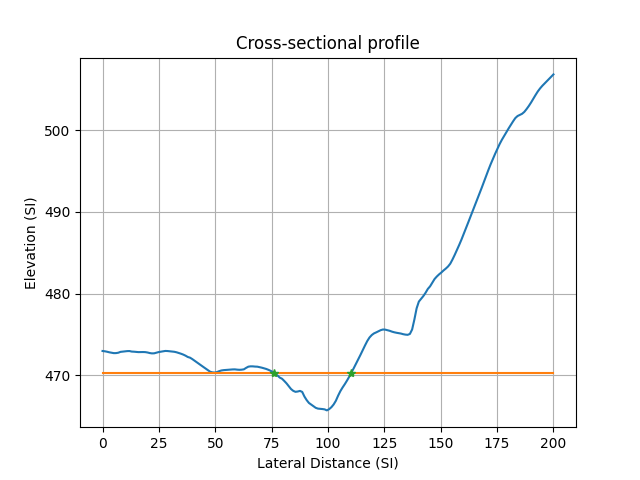 Cross-sectional profile
Elevation (SI)
500
490
480
470
0 25 50 75 100 125 150 175 200
Lateral Distance (SI)